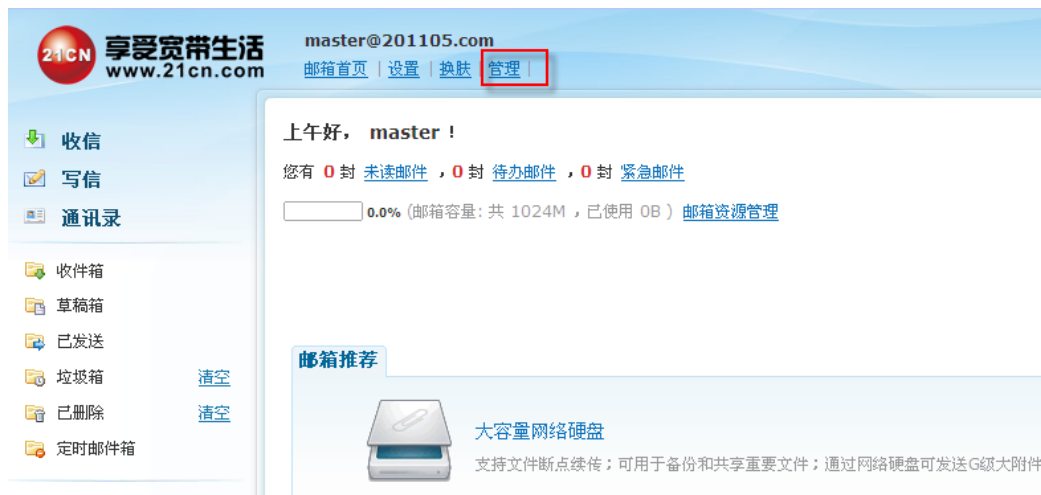 21CN 享受宽带生活
www.21cn.com
master@201105.com
邮箱首页 | 设置 | 换肤 | 管理 |
收信
写信
通讯录
收件箱
草稿箱
已发送
垃圾箱 清空
已删除 清空
定时邮件箱
上午好， master !
您有 0 封 未读邮件 ，0 封 待办邮件 ，0 封 紧急邮件
0.0% (邮箱容量: 共 1024M ，已使用 0B ) 邮箱资源管理
邮箱推荐
大容量网络硬盘
支持文件断点续传；可用于备份和共享重要文件；通过网络硬盘可发送G级大附件